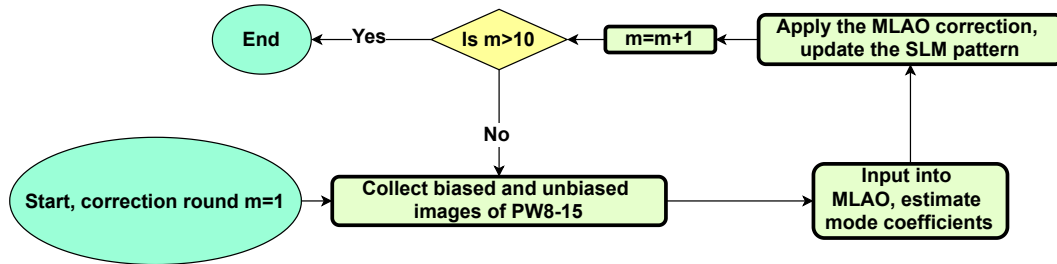 End
Yes
Is m>10
m=m+1
Apply the MLAO correction,
update the SLM pattern
No
Start, correction round m=1
Collect biased and unbiased
images of PW8-15
Input into
MLAO, estimate
mode coefficients